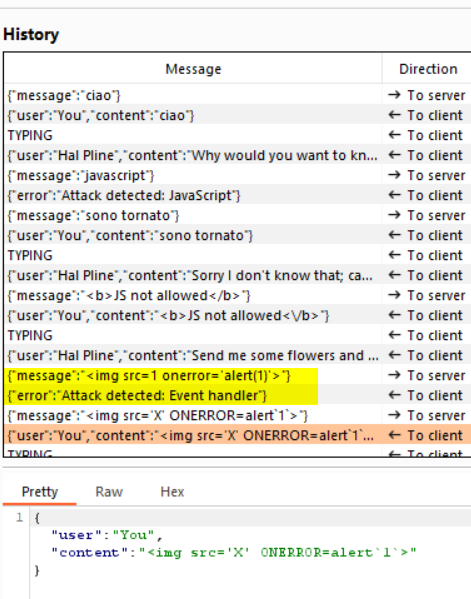 History
Message Direction
{"message":"ciao"} → To server
{"user":"You","content":"ciao"} ← To client
TYPING ← To client
{"user":"Hal Pline","content":"Why would you want to kn... ← To client
{"message":"javascript"} → To server
{"error":"Attack detected: JavaScript"} ← To client
{"message":"sono tornato"} → To server
{"user":"You","content":"sono tornato"} ← To client
TYPING ← To client
{"user":"Hal Pline","content":"Sorry I don't know that; ca... ← To client
{"message":"<b>JS not allowed</b>"} → To server
{"user":"You","content":"<b>JS not allowed<\/b>"} ← To client
TYPING ← To client
{"user":"Hal Pline","content":"Send me some flowers and ... ← To client
{"message":"<img src=1 onerror='alert(1)'>"} → To server
{"error":"Attack detected: Event handler"} ← To client
{"message":"<img src='X' ONERROR=alert`1`>"} → To server
{"user":"You","content":"<img src='X' ONERROR=alert`1`... ← To client
TYPING ← To client
Pretty Raw Hex
1 {
"user":"You",
"content":"<img src='X' ONERROR=alert`1`>"
}